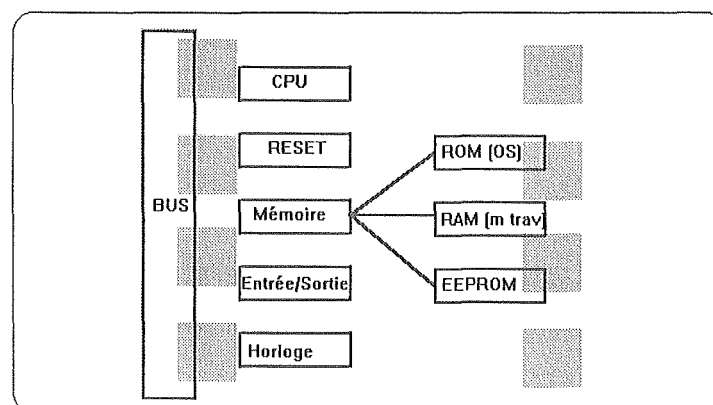 BUS
CPU
RESET
Mémoire
Entrée/Sortie
Horloge
ROM (OS)
RAM (m trav)
EEPROM